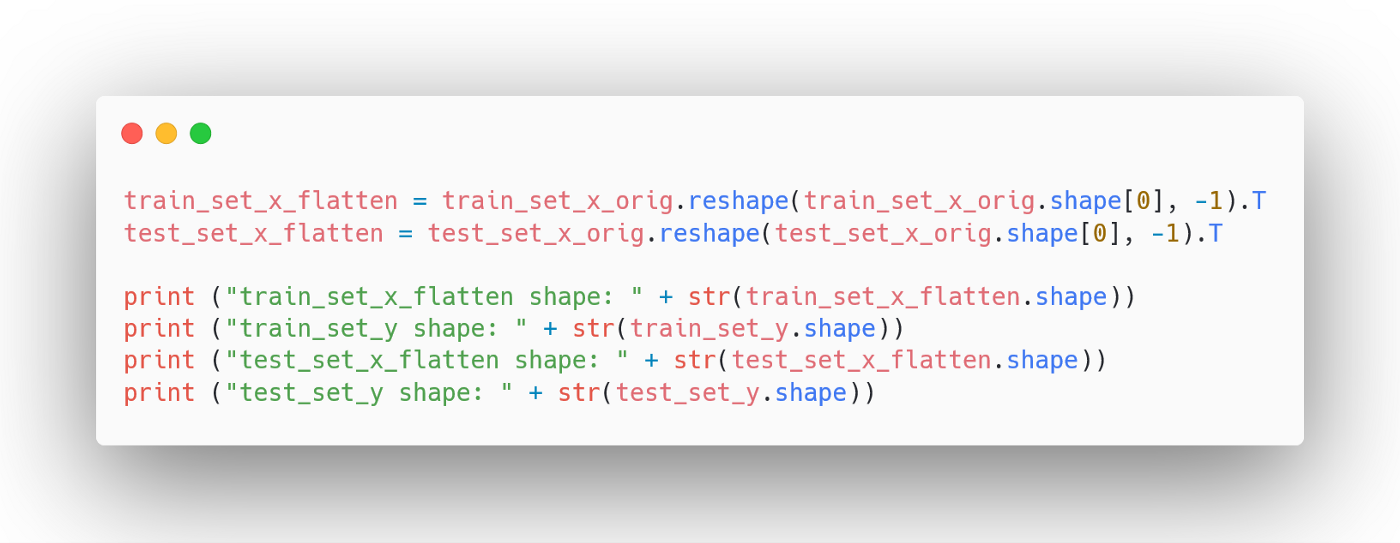 train_set_x_flatten = train_set_x_orig.reshape(train_set_x_orig.shape[0], -1).T
test_set_x_flatten = test_set_x_orig.reshape(test_set_x_orig.shape[0], -1).T
print ("train_set_x_flatten shape: " + str(train_set_x_flatten.shape))
print ("train_set_y shape: " + str(train_set_y.shape))
print ("test_set_x_flatten shape: " + str(test_set_x_flatten.shape))
print ("test_set_y shape: " + str(test_set_y.shape))